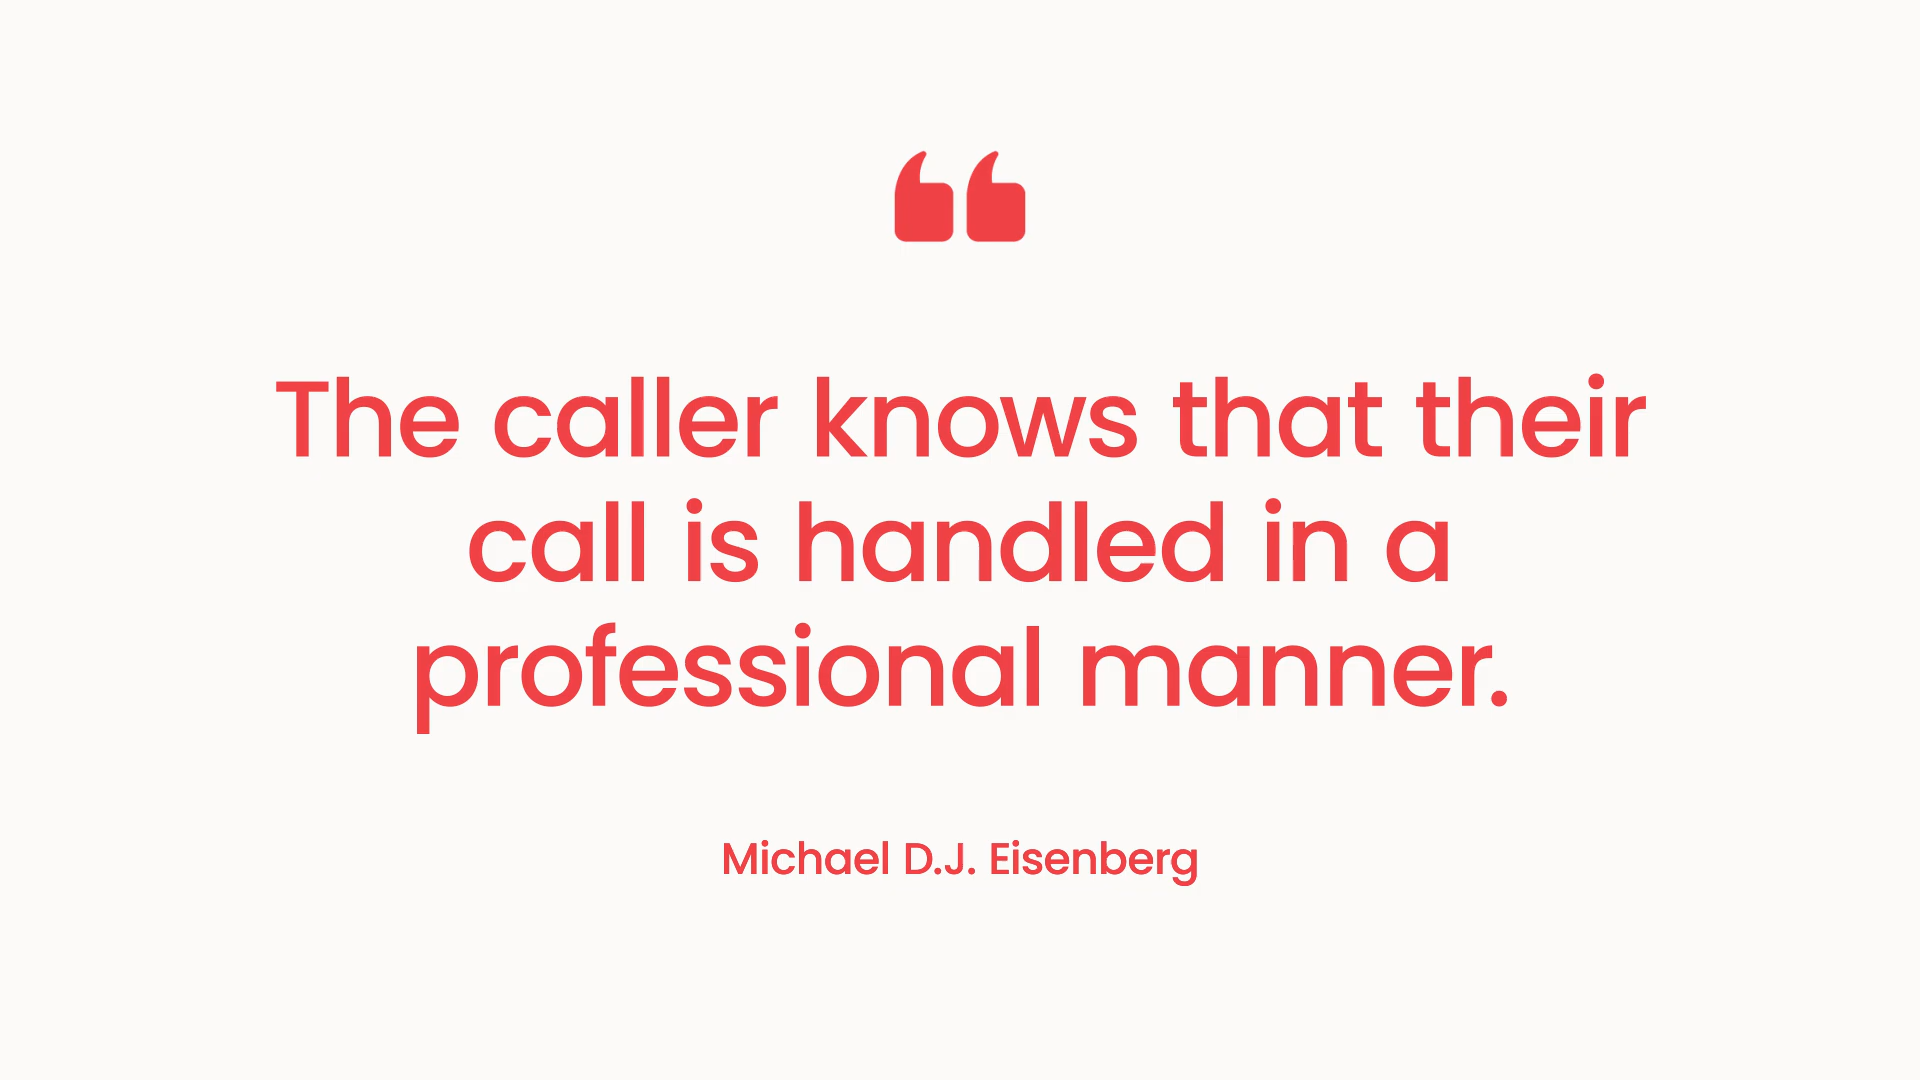 “
The caller knows that their
call is handled in a
professional manner.
Michael D.J. Eisenberg